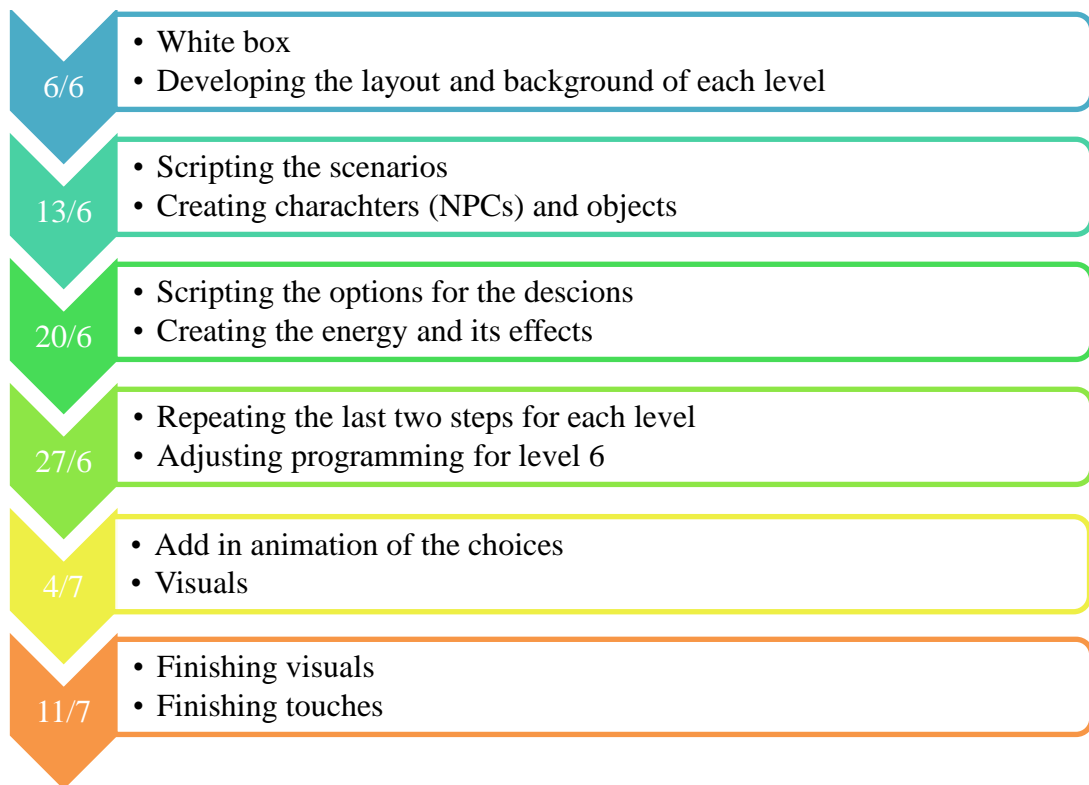 6/6
• White box
• Developing the layout and background of each level
13/6
• Scripting the scenarios
• Creating charachters (NPCs) and objects
20/6
• Scripting the options for the descions
• Creating the energy and its effects
27/6
• Repeating the last two steps for each level
• Adjusting programming for level 6
4/7
• Add in animation of the choices
• Visuals
11/7
• Finishing visuals
• Finishing touches